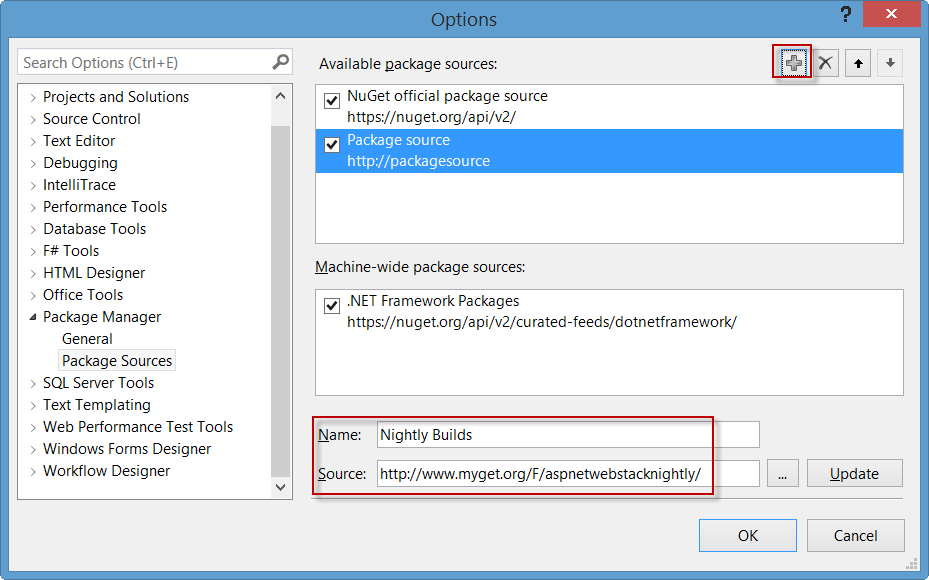 Options
?
Search Options (Ctrl+E)
Projects and Solutions
Source Control
Text Editor
Debugging
IntelliTrace
Performance Tools
Database Tools
F# Tools
HTML Designer
Office Tools
Package Manager
General
Package Sources
SQL Server Tools
Text Templating
Web Performance Test Tools
Windows Forms Designer
Workflow Designer
Available package sources:
NuGet official package source
https://nuget.org/api/v2/
Package source
http://packagesource
Machine-wide package sources:
.NET Framework Packages
https://nuget.org/api/v2/curated-feeds/dotnetframework/
Name: Nightly Builds
Source: http://www.myget.org/F/aspnetwebstacknightly/ ... Update
OK Cancel